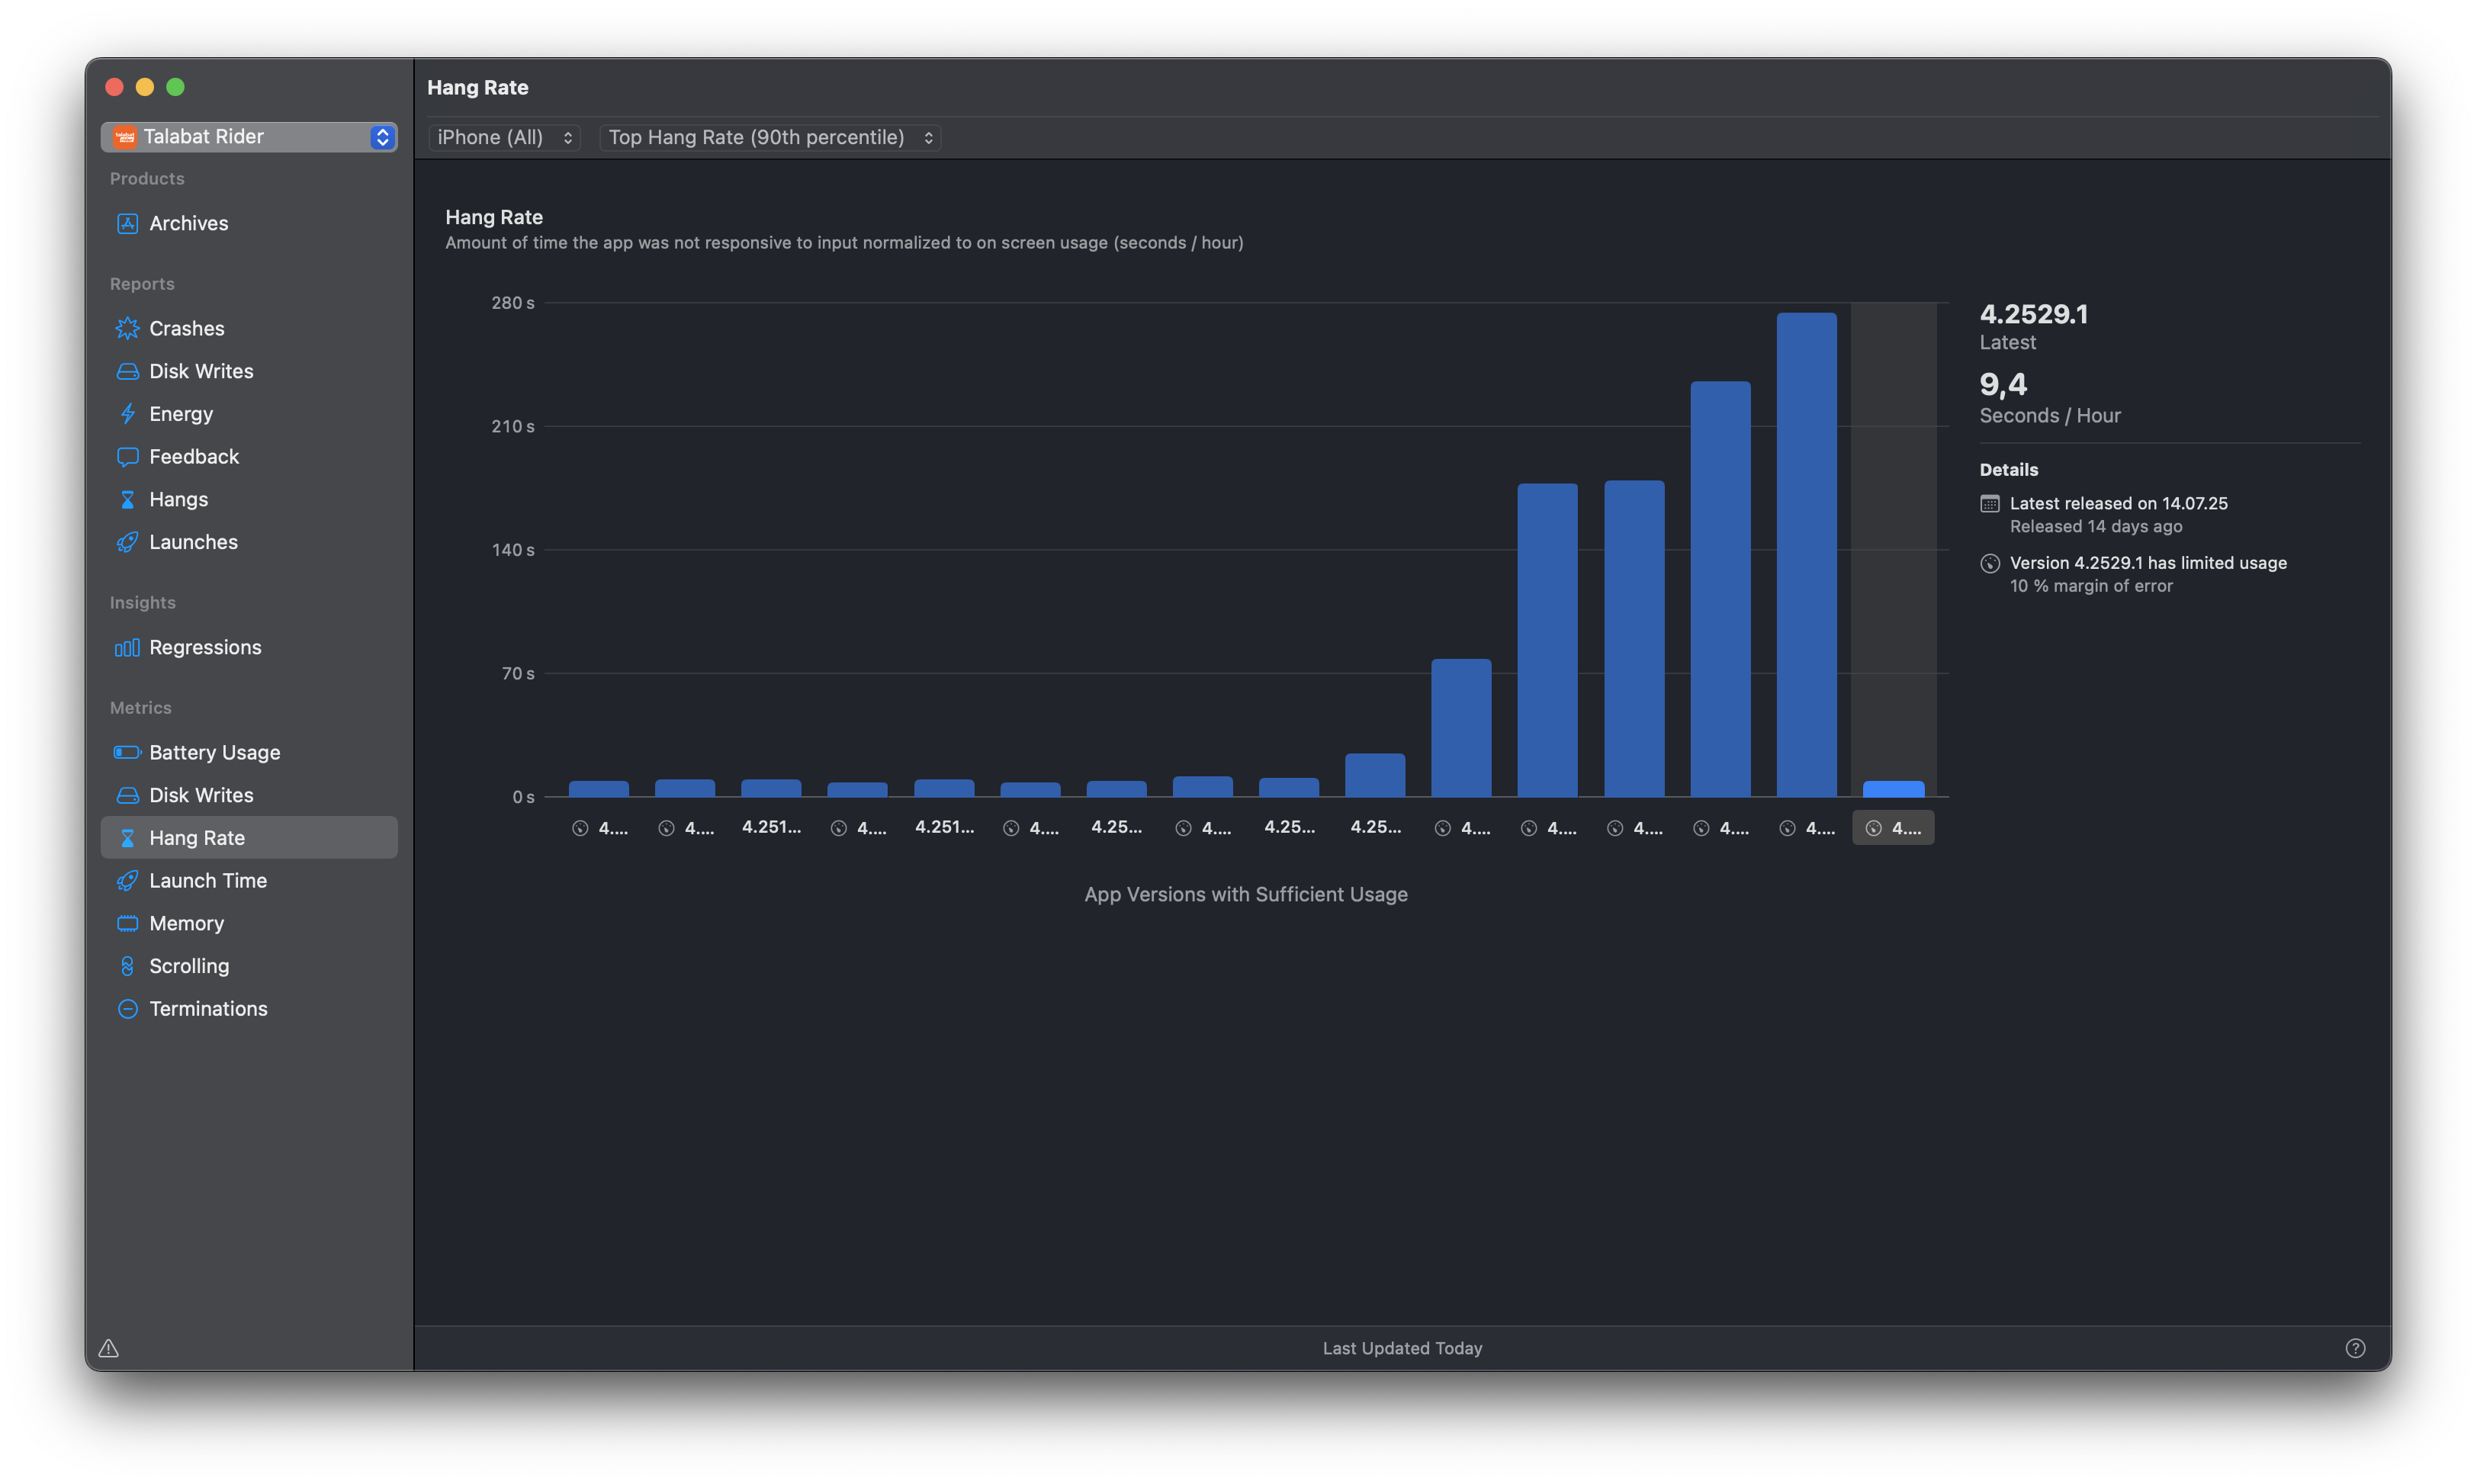 Hang Rate
talabat
Talabat Rider
iPhone (All)
Top Hang Rate (90th percentile)
Products
Archives
Reports
Crashes
Disk Writes
Energy
Feedback
Hangs
Launches
Insights
Regressions
Metrics
Battery Usage
Disk Writes
Hang Rate
Launch Time
Memory
Scrolling
Terminations
Hang Rate
Amount of time the app was not responsive to input normalized to on screen usage (seconds / hour)
280 s
210 s
140 s
70 s
0 s
4.... 4.... 4.251... 4.... 4.251... 4.... 4.25... 4.... 4.25... 4.25... 4.... 4.... 4.... 4.... 4.... 4....
App Versions with Sufficient Usage
4.2529.1
Latest
9,4
Seconds / Hour
Details
Latest released on 14.07.25
Released 14 days ago
Version 4.2529.1 has limited usage
10 % margin of error
Last Updated Today
?